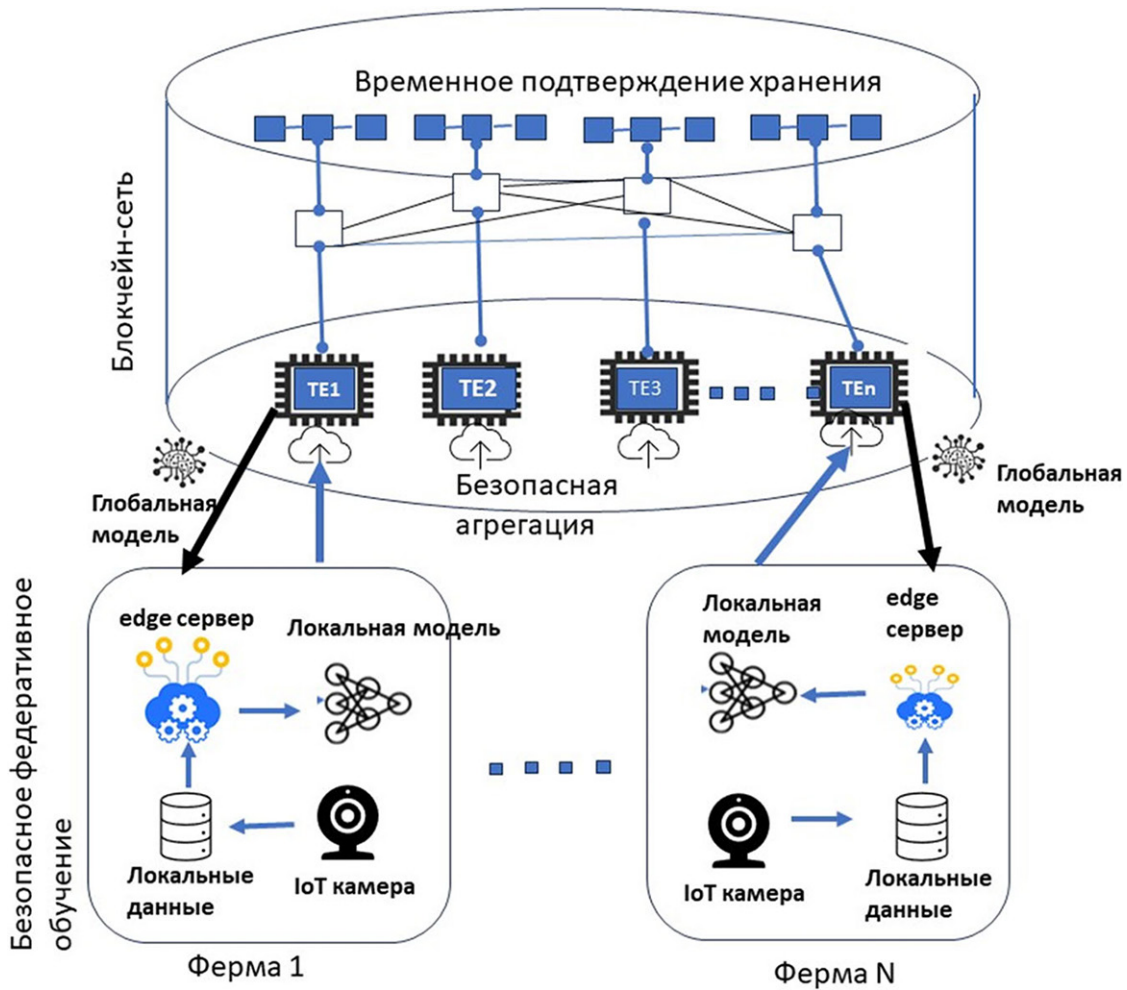 Временное подтверждение хранения
Блокчейн-сеть
TE1
TE2
TE3
TEn
Безопасная
агрегация
Глобальная
модель
Глобальная
модель
Безопасное федеративное
обучение
edge сервер
Локальная модель
Локальные
данные
IoT камера
Ферма 1
Локальная
модель
edge
сервер
IoT камера
Локальные
данные
Ферма N